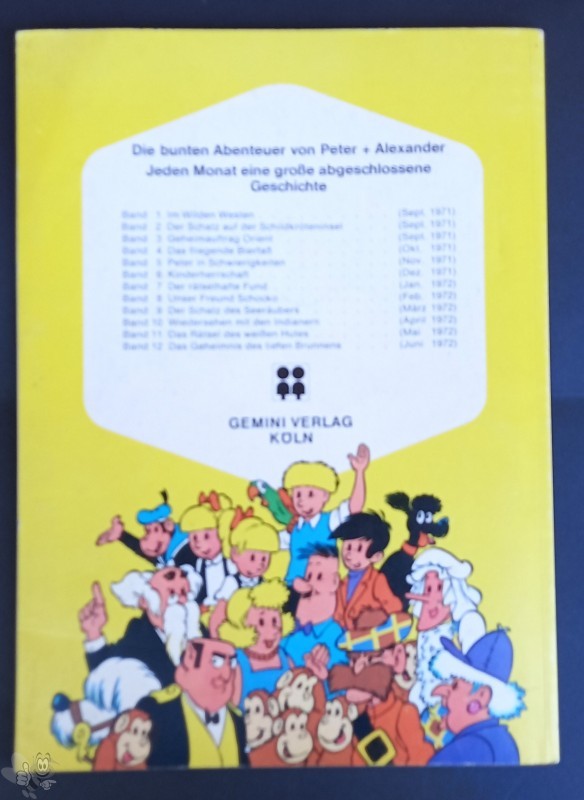 Die bunten Abenteuer von Peter + Alexander
Jeden Monat eine große abgeschlossene
Geschichte
Band 1 Im Wilden Westen (Sept. 1971)
Band 2 Der Schatz auf der Schildkröteninsel (Sept. 1971)
Band 3 Geheimauftrag Orient (Sept. 1971)
Band 4 Das fliegende Bierfaß (Okt. 1971)
Band 5 Peter in Schwierigkeiten (Nov. 1971)
Band 6 Kinderherrschaft (Dez. 1971)
Band 7 Der rätselhafte Fund (Jan. 1972)
Band 8 Unser Freund Schocko (Feb. 1972)
Band 9 Der Schatz des Seeräubers (März 1972)
Band 10 Wiedersehen mit den Indianern (April 1972)
Band 11 Das Rätsel des weißen Hutes (Mai 1972)
Band 12 Das Geheimnis des tiefen Brunnens (Juni 1972)
GEMINI VERLAG
KÖLN